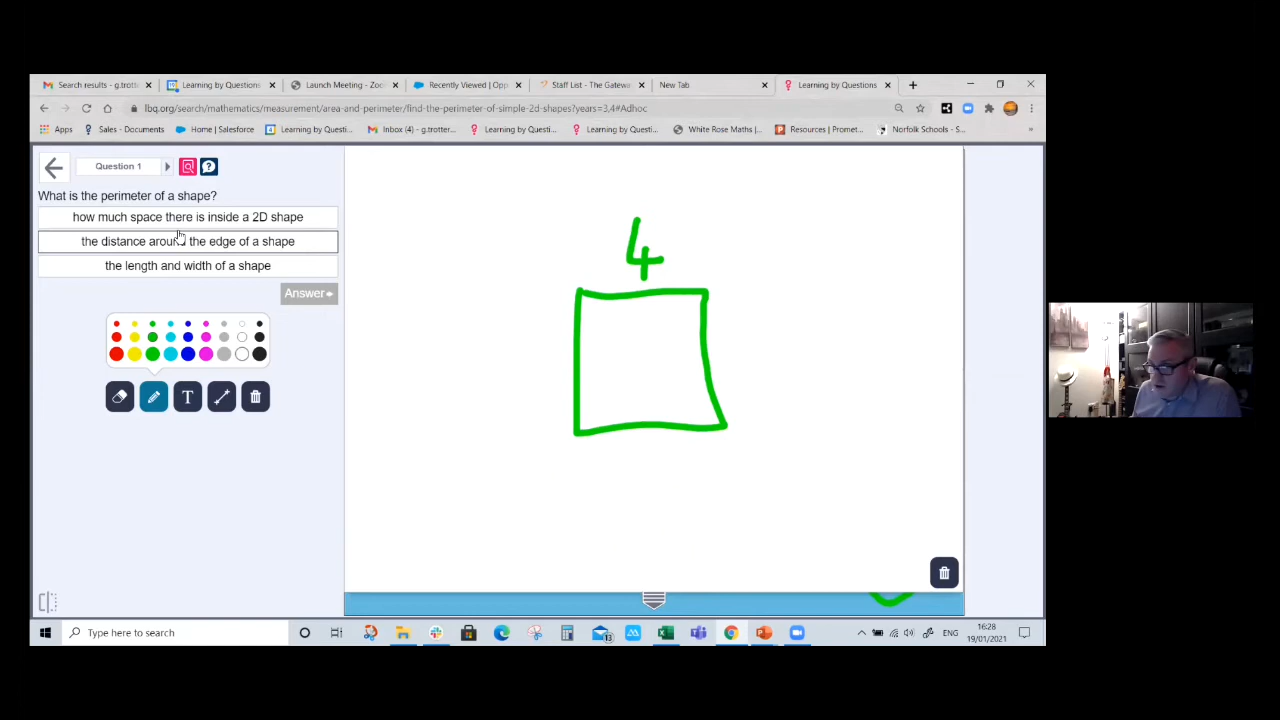 Search results - g.trotte
Learning by Questions
Launch Meeting - Zoo
Recently Viewed | Opp
Staff List - The Gatewa
New Tab
Learning by Questions
lbq.org/search/mathematics/measurement/area-and-perimeter/find-the-perimeter-of-simple-2d-shapes?years=3,4#Adhoc
Apps
Sales - Documents
Home | Salesforce
Learning by Questi...
Inbox (4) - g.trotter...
Learning by Questi...
Learning by Questi...
White Rose Maths |...
Resources | Promet...
Norfolk Schools - S...
Question 1
What is the perimeter of a shape?
how much space there is inside a 2D shape
the distance around the edge of a shape
the length and width of a shape
Answer
T
4
Type here to search
13
ENG
16:28
19/01/2021